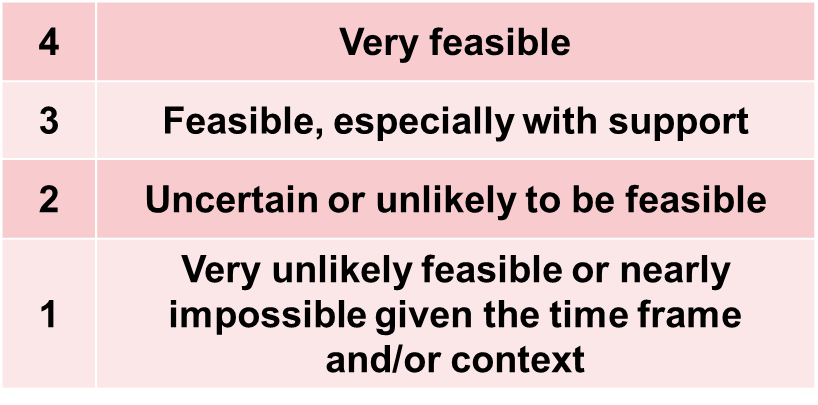 4 Very feasible
3 Feasible, especially with support
2 Uncertain or unlikely to be feasible
1 Very unlikely feasible or nearly
impossible given the time frame
and/or context